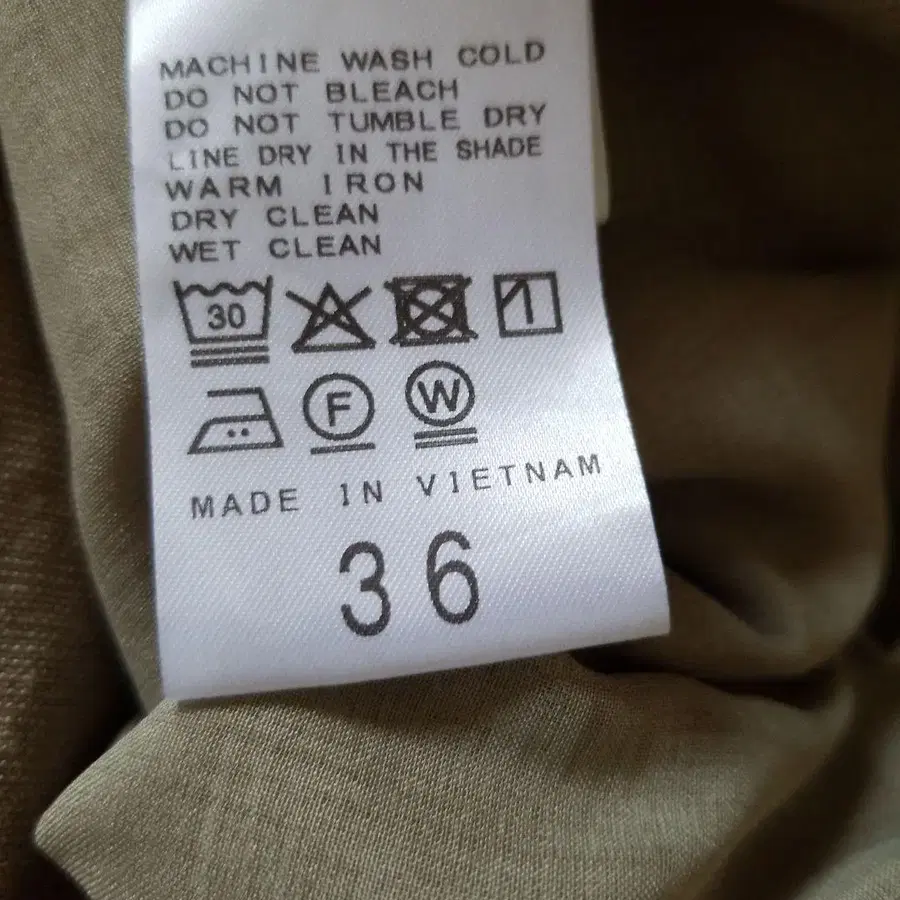 MACHINE WASH COLD
DO NOT BLEACH
DO NOT TUMBLE DRY
LINE DRY IN THE SHADE
WARM IRON
DRY CLEAN
WET CLEAN
30
F W
MADE IN VIETNAM
36